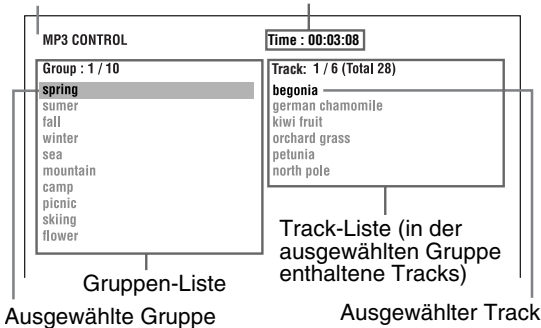 MP3 CONTROL
Time : 00:03:08
Group : 1 / 10
spring
sumer
fall
winter
sea
mountain
camp
picnic
skiing
flower
Track: 1 / 6 (Total 28)
begonia
german chamomile
kiwi fruit
orchard grass
petunia
north pole
Track-Liste (in der
ausgewählten Gruppe
enthaltene Tracks)
Gruppen-Liste
Ausgewählte Gruppe
Ausgewählter Track